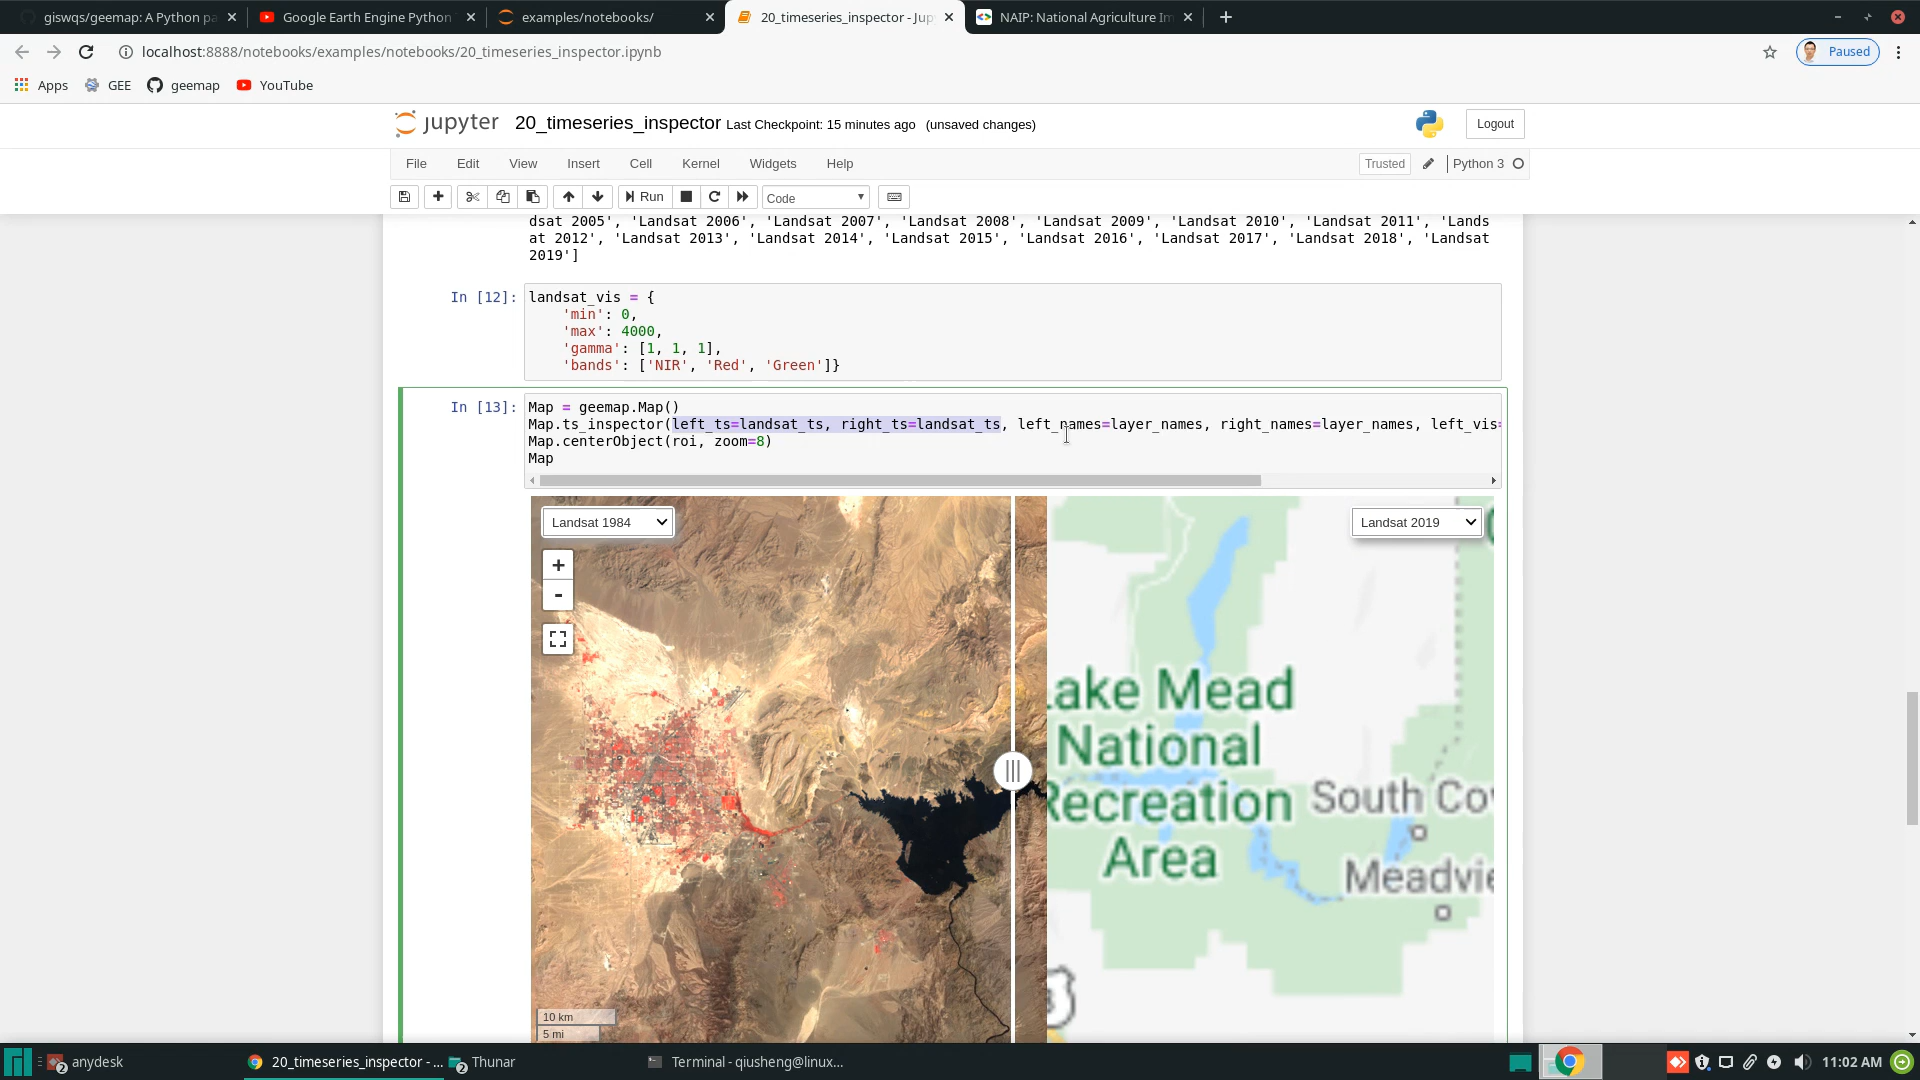 giswqs/geemap: A Python pa
Google Earth Engine Python
examples/notebooks/
20_timeseries_inspector - Jup
NAIP: National Agriculture Im
localhost:8888/notebooks/examples/notebooks/20_timeseries_inspector.ipynb
Paused
Apps
GEE
geemap
YouTube
jupyter
20_timeseries_inspector
Last Checkpoint: 15 minutes ago
(unsaved changes)
Logout
File
Edit
View
Insert
Cell
Kernel
Widgets
Help
Trusted
Python 3
Run
Code
dsat 2005', 'Landsat 2006', 'Landsat 2007', 'Landsat 2008', 'Landsat 2009', 'Landsat 2010', 'Landsat 2011', 'Lands
at 2012', 'Landsat 2013', 'Landsat 2014', 'Landsat 2015', 'Landsat 2016', 'Landsat 2017', 'Landsat 2018', 'Landsat
2019']
In [12]:
landsat_vis = {
'min': 0,
'max': 4000,
'gamma': [1, 1, 1],
'bands': ['NIR', 'Red', 'Green']}
In [13]:
Map = geemap.Map()
Map.ts_inspector(left_ts=landsat_ts, right_ts=landsat_ts, left_names=layer_names, right_names=layer_names, left_vis=
Map.centerObject(roi, zoom=8)
Map
Landsat 1984
Landsat 2019
+
-
Lake Mead
National
Recreation
Area
South Cov
Meadvie
10 km
5 mi
2
anydesk
20_timeseries_inspector - ...
2
Thunar
Terminal - qiusheng@linux...
11:02 AM